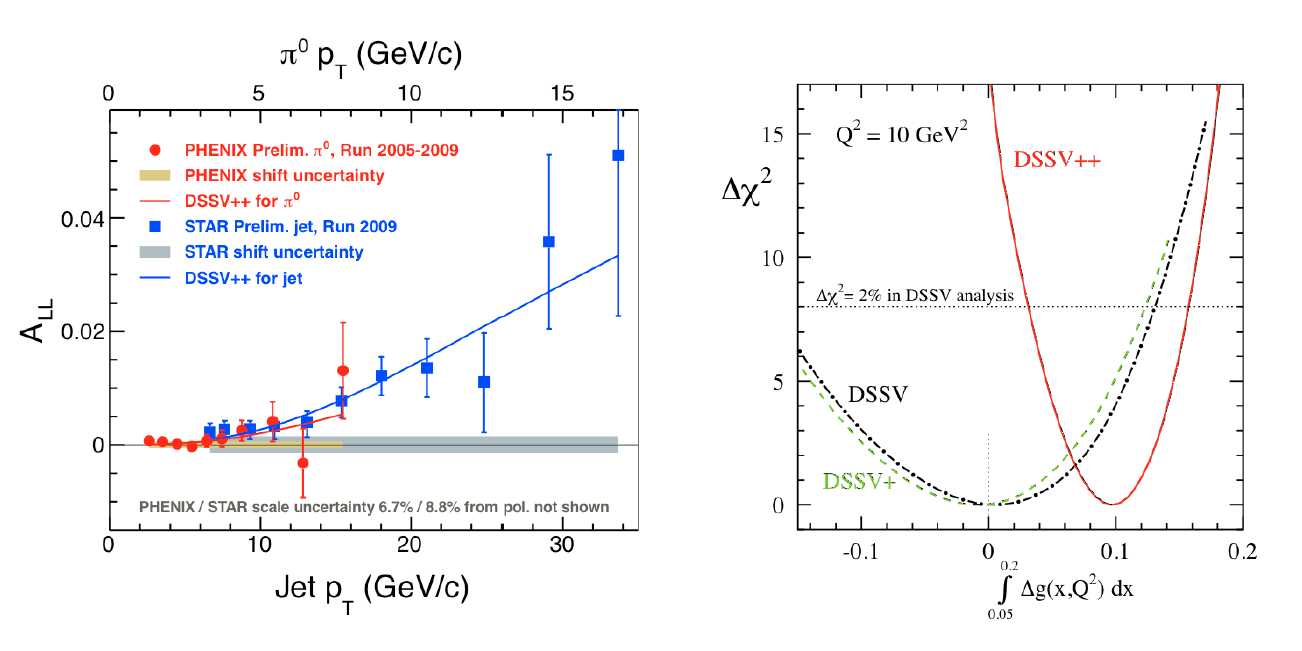 π⁰ p_T (GeV/c)
0 5 10 15
PHENIX Prelim. π⁰, Run 2005-2009
PHENIX shift uncertainty
DSSV++ for π⁰
STAR Prelim. jet, Run 2009
STAR shift uncertainty
DSSV++ for jet
0.04
0.02
0
A_LL
PHENIX / STAR scale uncertainty 6.7% / 8.8% from pol. not shown
0 10 20 30
Jet p_T (GeV/c)
Q² = 10 GeV²
DSSV++
15
Δχ²
10
Δχ²= 2% in DSSV analysis
5
DSSV
DSSV+
0
-0.1 0 0.1 0.2
0.2
∫ Δg(x,Q²) dx
0.05